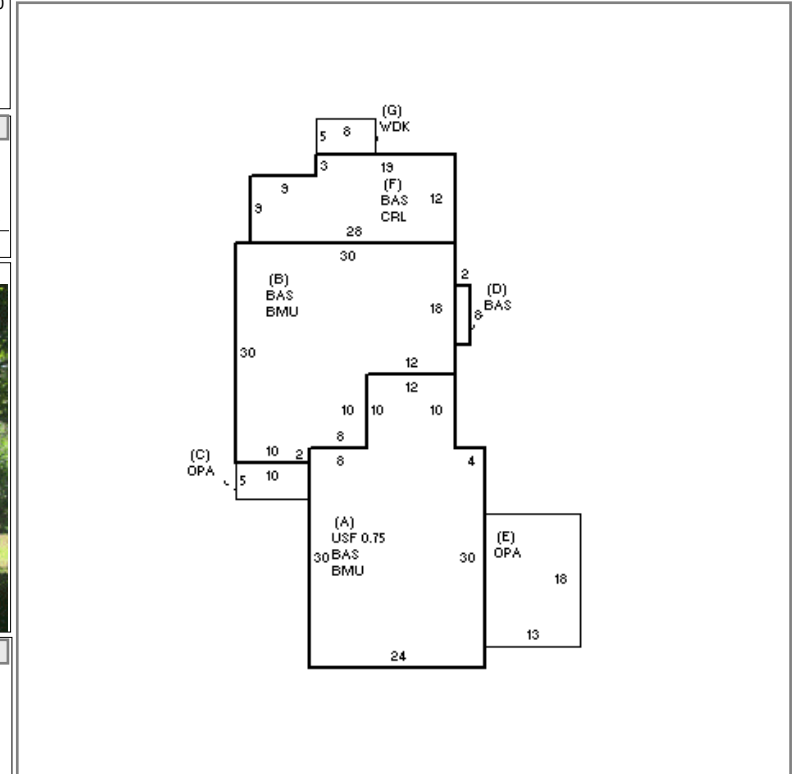 (G)
WDK
5 8
3 19
9 (F)
BAS 12
CRL
9
28
30
2
(B)
BAS
BMU
(D)
BAS
18 8
30
12
12
10 10 10
8
10 2 8 4
(C)
OPA
5 10
(A)
USF 0.75
BAS
BMU
30 30
(E)
OPA
18
13
24